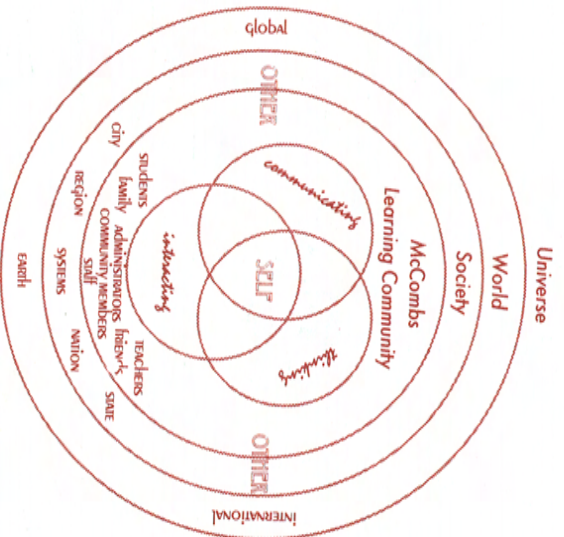 Universe
World
Society
McCombs
Learning Community
communicating
thinking
OTHER
SELF
OTHER
interacting
STUDENTS
TEACHERS
family
friends
ADMINISTRATORS
COMMUNITY MEMBERS
STAFF
City
STATE
REGION
SYSTEMS
NATION
Global
INTERNATIONAL
EARTH